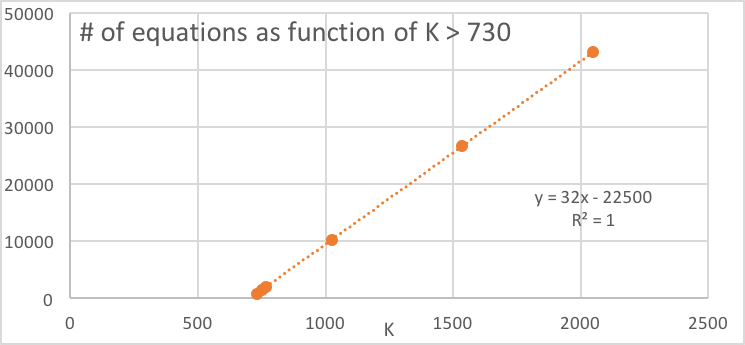 # of equations as function of K > 730
50000
40000
30000
20000
10000
0
y = 32x - 22500
R² = 1
0 500 1000 1500 2000 2500
K